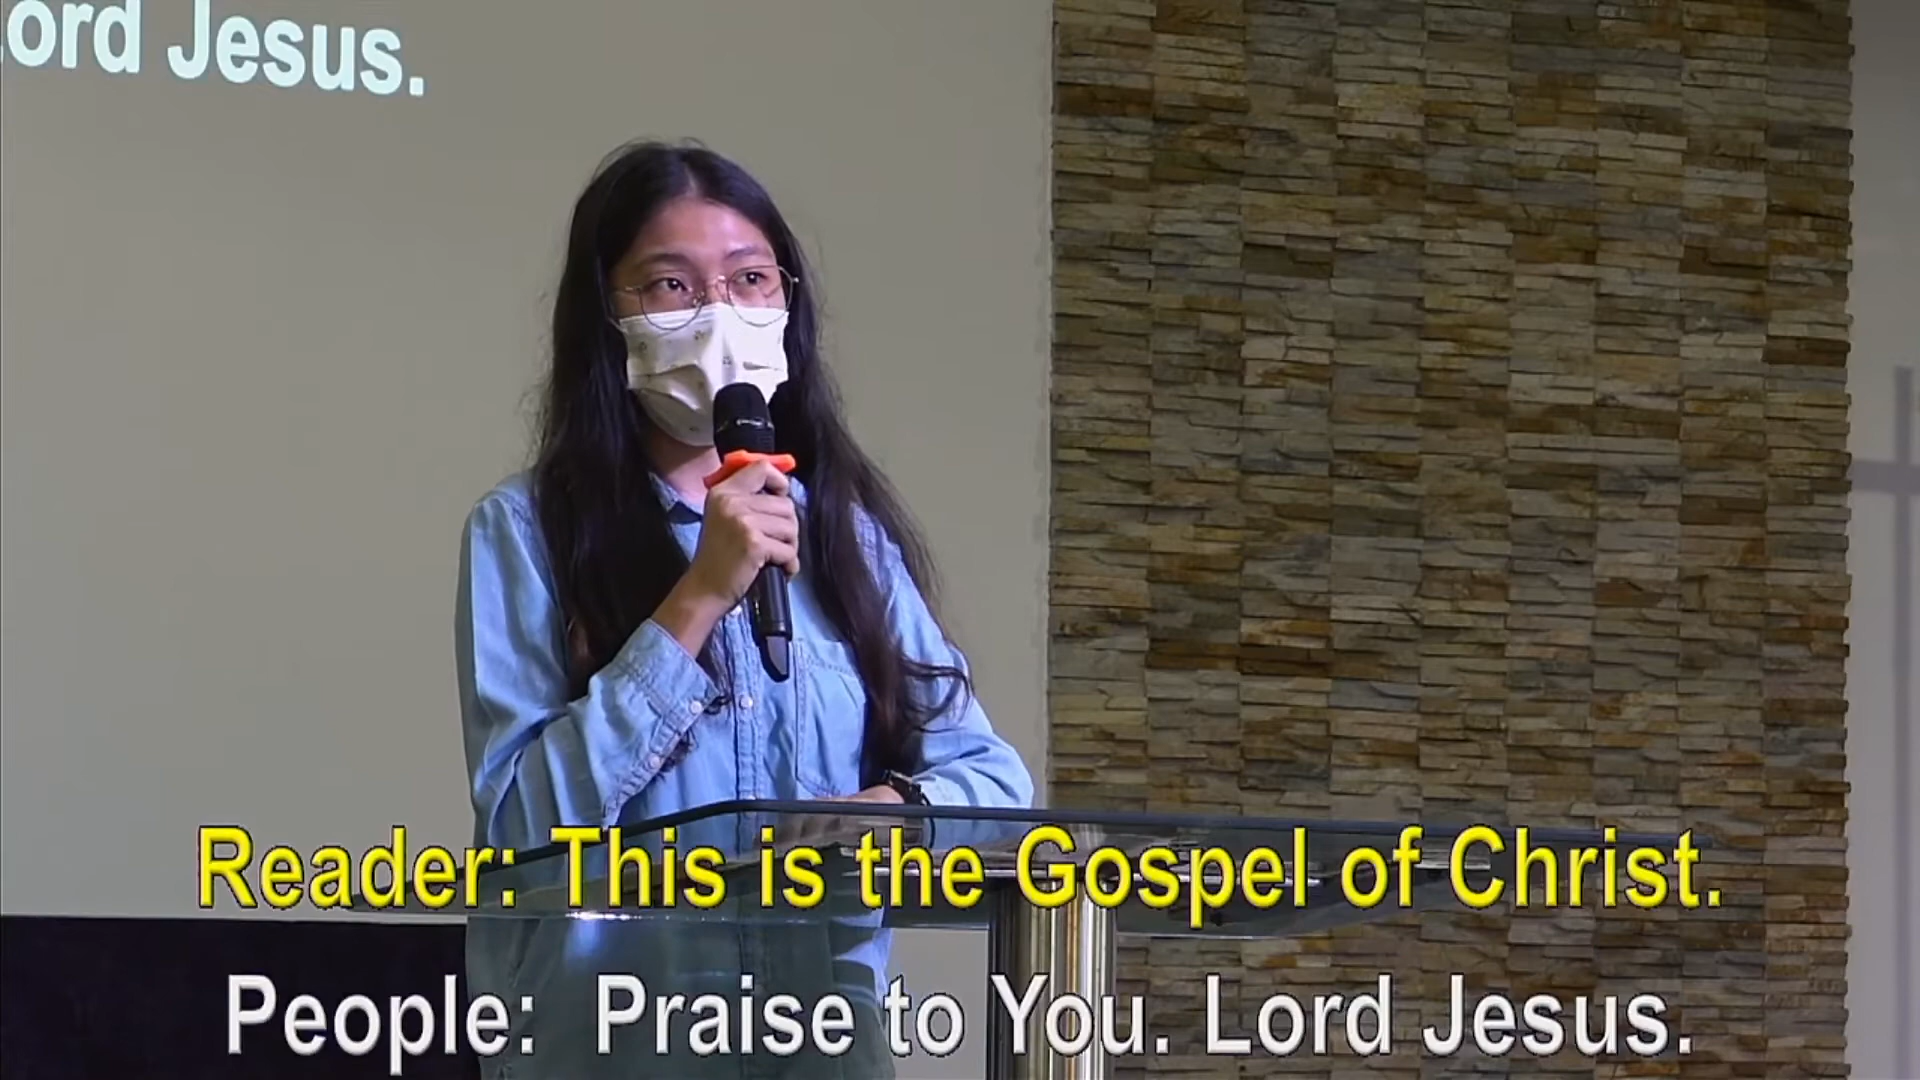 ord Jesus.
Reader: This is the Gospel of Christ.
People: Praise to You. Lord Jesus.